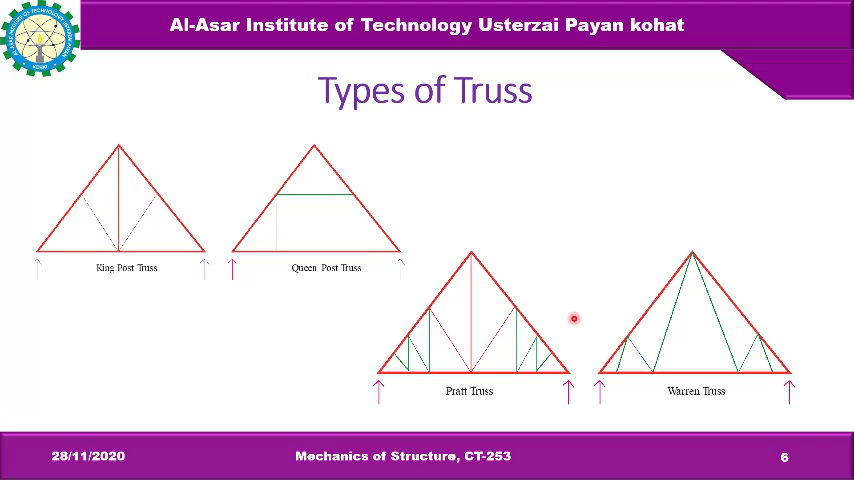 Al-Asar Institute of Technology Usterzai Payan kohat
Types of Truss
King Post Truss
Queen Post Truss
Pratt Truss
Warren Truss
28/11/2020
Mechanics of Structure, CT-253
6
KOHAT